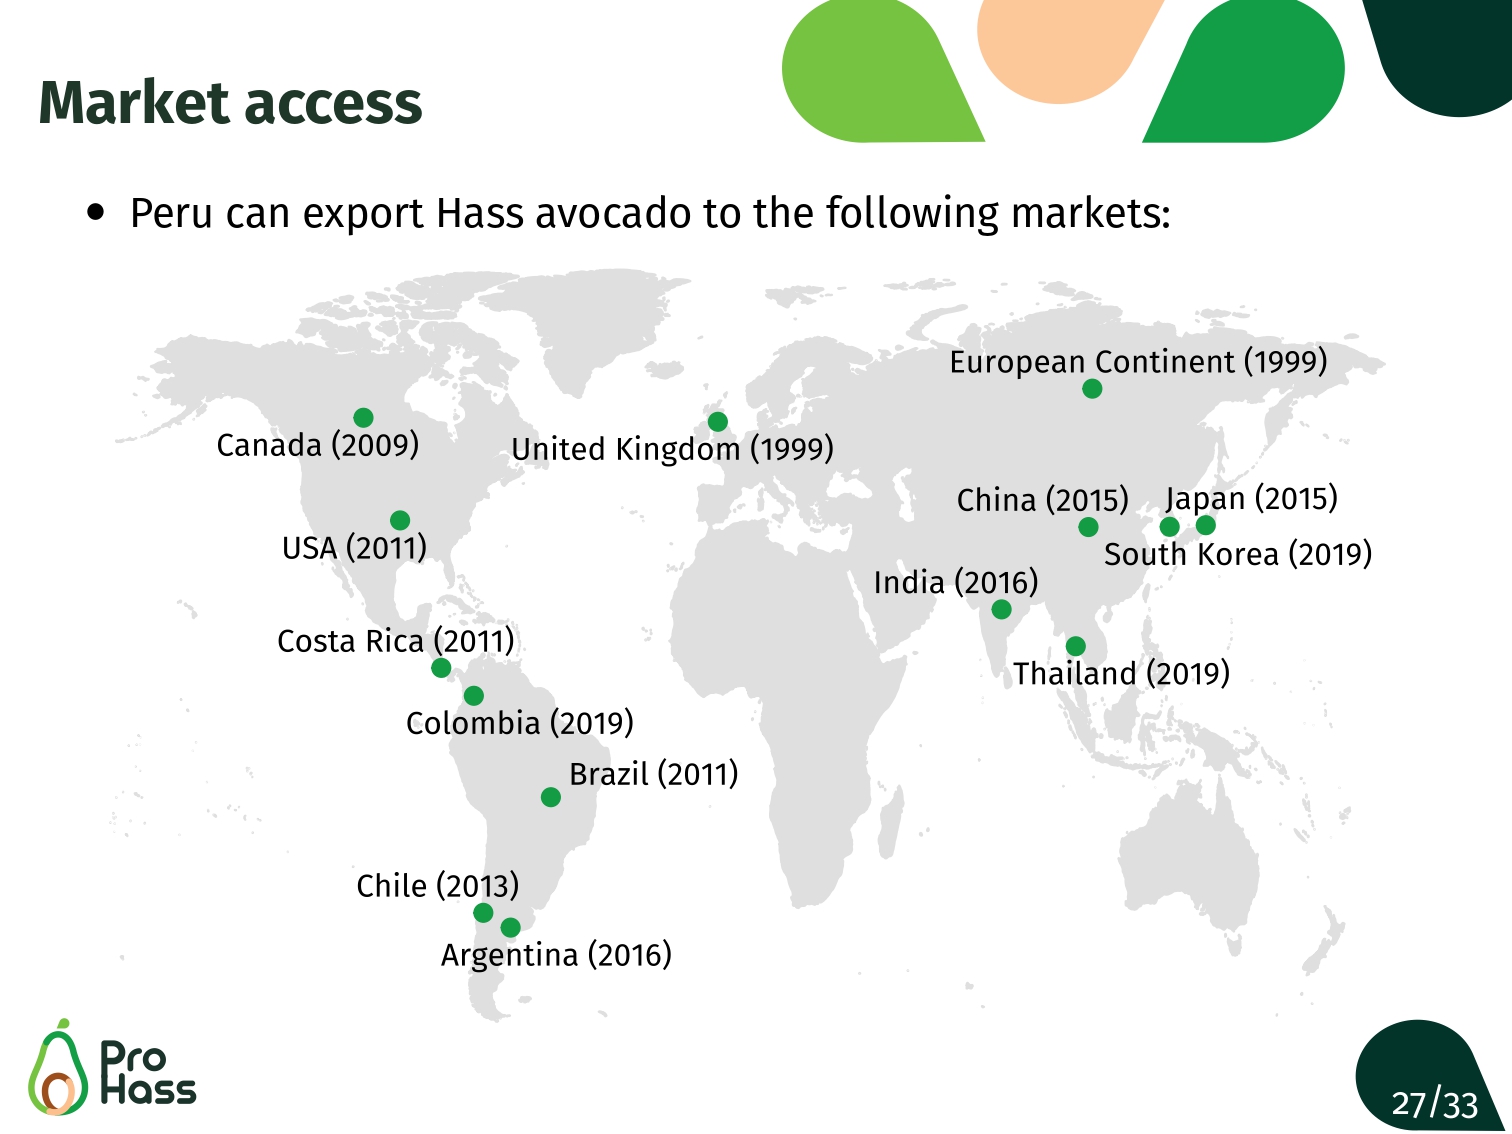 Market access
• Peru can export Hass avocado to the following markets:
European Continent (1999)
Canada (2009)
United Kingdom (1999)
China (2015)
Japan (2015)
USA (2011)
South Korea (2019)
India (2016)
Costa Rica (2011)
Thailand (2019)
Colombia (2019)
Brazil (2011)
Chile (2013)
Argentina (2016)
Pro
Hass
27/33